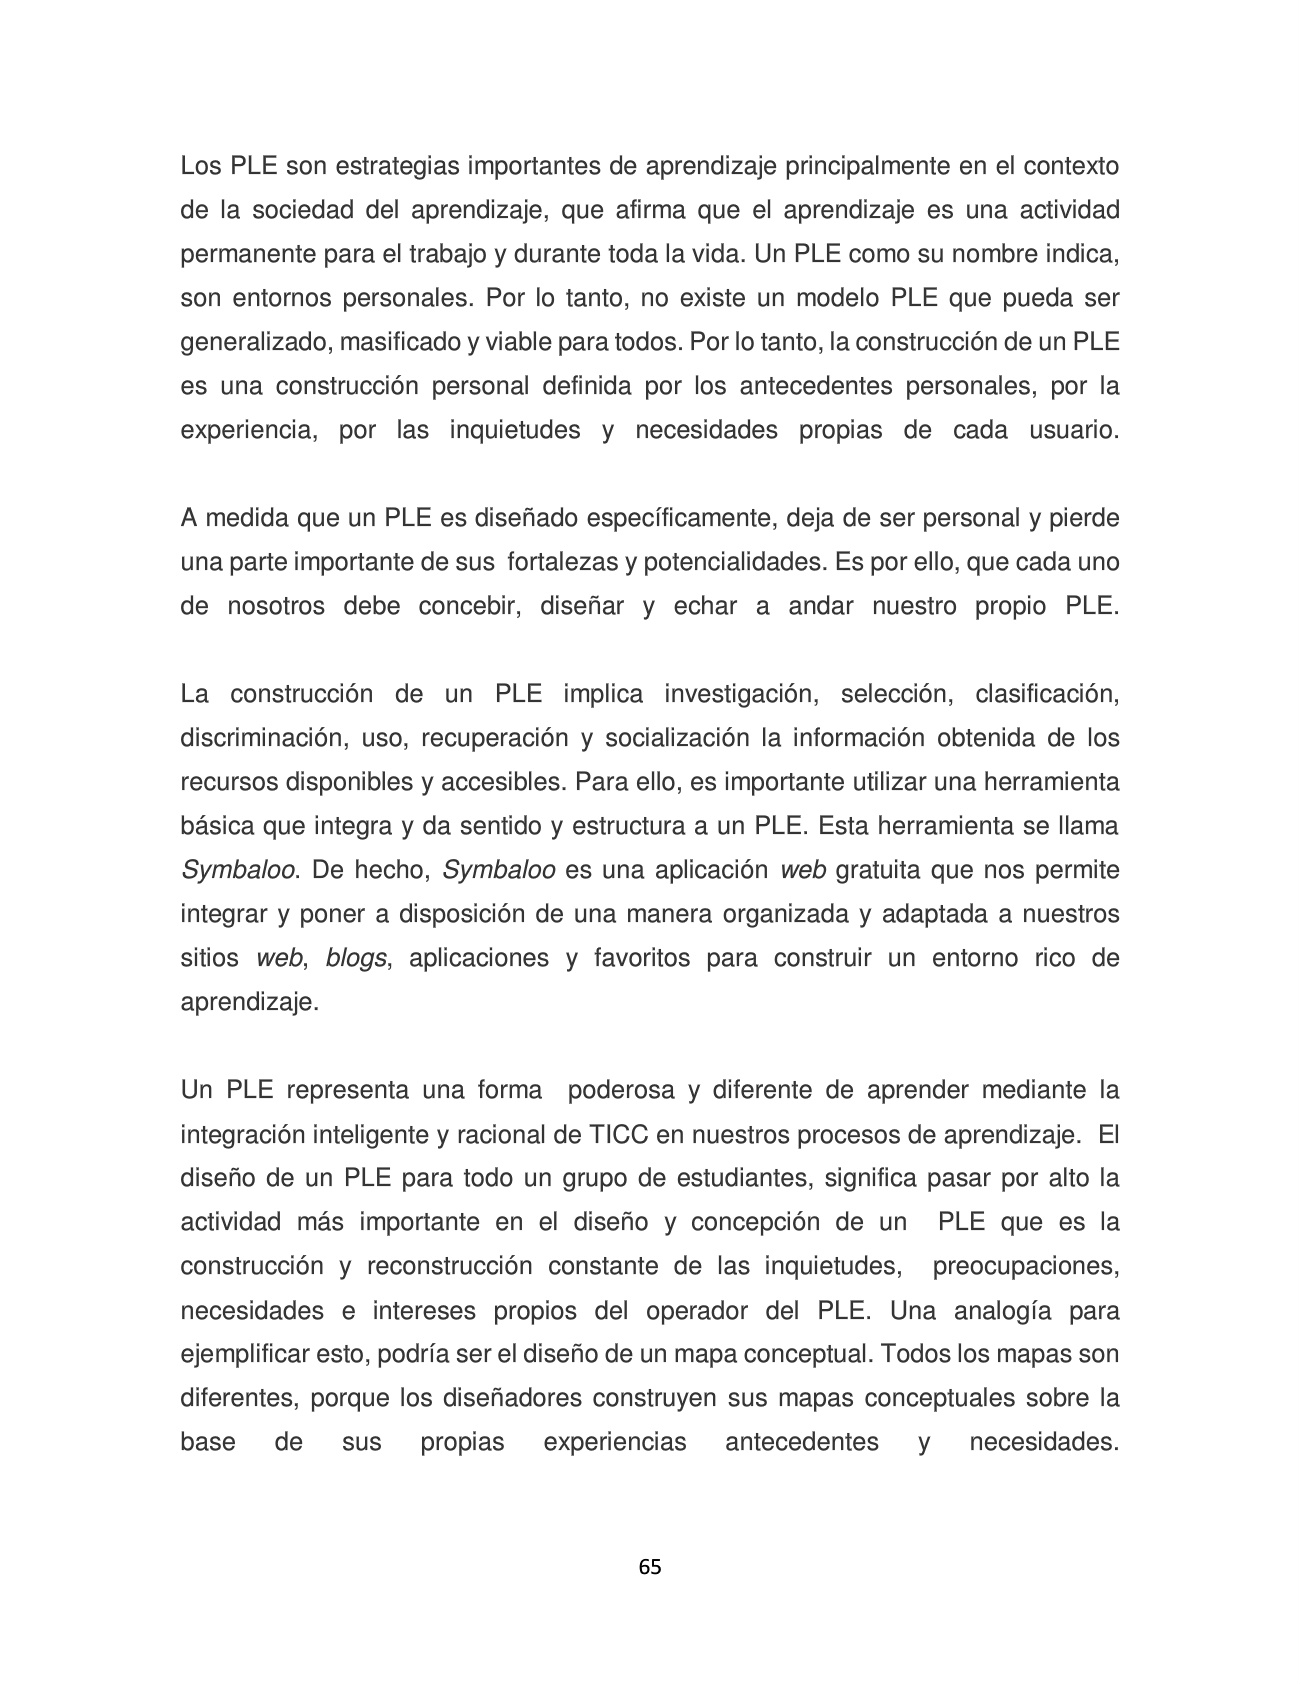 Los PLE son estrategias importantes de aprendizaje principalmente en el contexto
de la sociedad del aprendizaje, que afirma que el aprendizaje es una actividad
permanente para el trabajo y durante toda la vida. Un PLE como su nombre indica,
son entornos personales. Por lo tanto, no existe un modelo PLE que pueda ser
generalizado, masificado y viable para todos. Por lo tanto, la construcción de un PLE
es una construcción personal definida por los antecedentes personales, por la
experiencia, por las inquietudes y necesidades propias de cada usuario.
A medida que un PLE es diseñado específicamente, deja de ser personal y pierde
una parte importante de sus fortalezas y potencialidades. Es por ello, que cada uno
de nosotros debe concebir, diseñar y echar a andar nuestro propio PLE.
La construcción de un PLE implica investigación, selección, clasificación,
discriminación, uso, recuperación y socialización la información obtenida de los
recursos disponibles y accesibles. Para ello, es importante utilizar una herramienta
básica que integra y da sentido y estructura a un PLE. Esta herramienta se llama
Symbaloo. De hecho, Symbaloo es una aplicación web gratuita que nos permite
integrar y poner a disposición de una manera organizada y adaptada a nuestros
sitios web, blogs, aplicaciones y favoritos para construir un entorno rico de
aprendizaje.
Un PLE representa una forma poderosa y diferente de aprender mediante la
integración inteligente y racional de TICC en nuestros procesos de aprendizaje. El
diseño de un PLE para todo un grupo de estudiantes, significa pasar por alto la
actividad más importante en el diseño y concepción de un PLE que es la
construcción y reconstrucción constante de las inquietudes, preocupaciones,
necesidades e intereses propios del operador del PLE. Una analogía para
ejemplificar esto, podría ser el diseño de un mapa conceptual. Todos los mapas son
diferentes, porque los diseñadores construyen sus mapas conceptuales sobre la
base de sus propias experiencias antecedentes y necesidades.
65